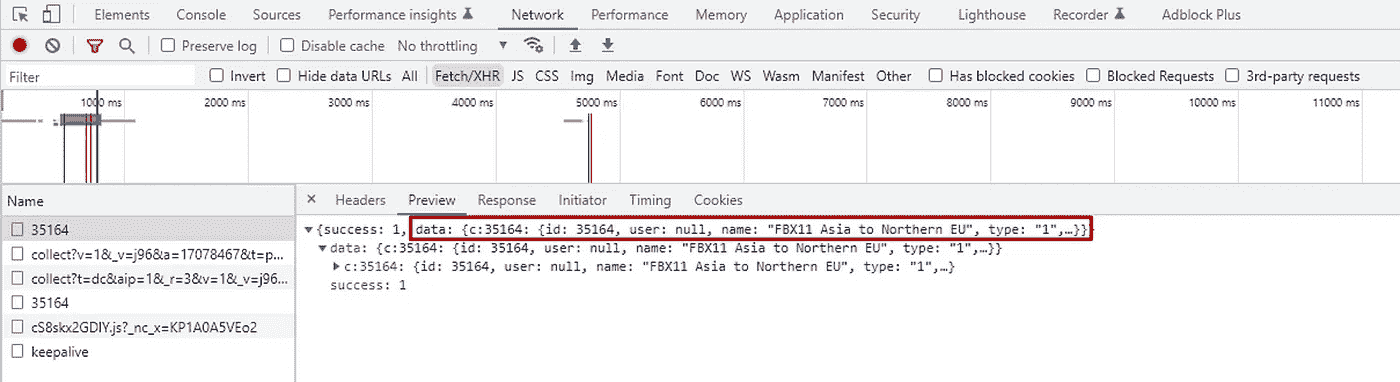 Elements Console Sources Performance insights Network Performance Memory Application Security Lighthouse Recorder Adblock Plus
Preserve log Disable cache No throttling
Filter Invert Hide data URLs All Fetch/XHR JS CSS Img Media Font Doc WS Wasm Manifest Other Has blocked cookies Blocked Requests 3rd-party requests
1000 ms 2000 ms 3000 ms 4000 ms 5000 ms 6000 ms 7000 ms 8000 ms 9000 ms 10000 ms 11000 ms
Name
35164
collect?v=1&_v=j96&a=17078467&t=p...
collect?t=dc&aip=1&_r=3&v=1&_v=j96...
35164
cS8skx2GDIY.js?_nc_x=KP1A0A5VEo2
keepalive
× Headers Preview Response Initiator Timing Cookies
▼{success: 1, data: {c:35164: {id: 35164, user: null, name: "FBX11 Asia to Northern EU", type: "1",…}}}
▼data: {c:35164: {id: 35164, user: null, name: "FBX11 Asia to Northern EU", type: "1",…}}
▶c:35164: {id: 35164, user: null, name: "FBX11 Asia to Northern EU", type: "1",…}
success: 1